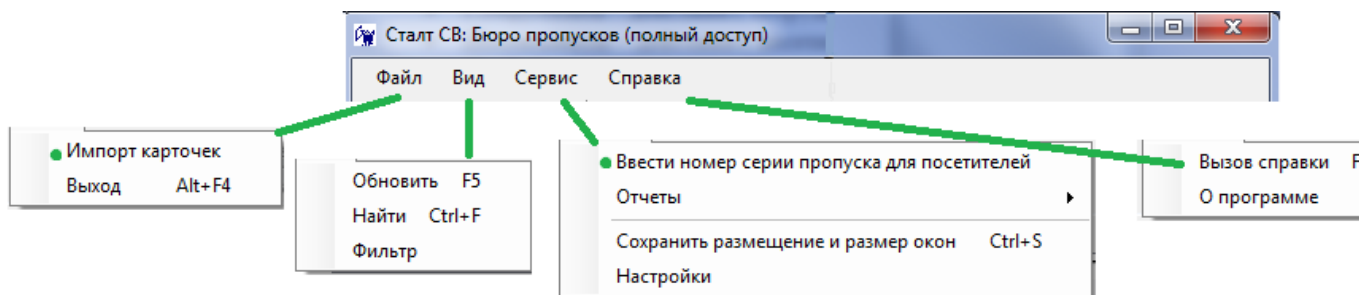 Сталт СВ: Бюро пропусков (полный доступ)
Файл Вид Сервис Справка
Импорт карточек
Выход Alt+F4
Обновить F5
Найти Ctrl+F
Фильтр
Ввести номер серии пропуска для посетителей
Отчеты
Сохранить размещение и размер окон Ctrl+S
Настройки
Вызов справки F
О программе